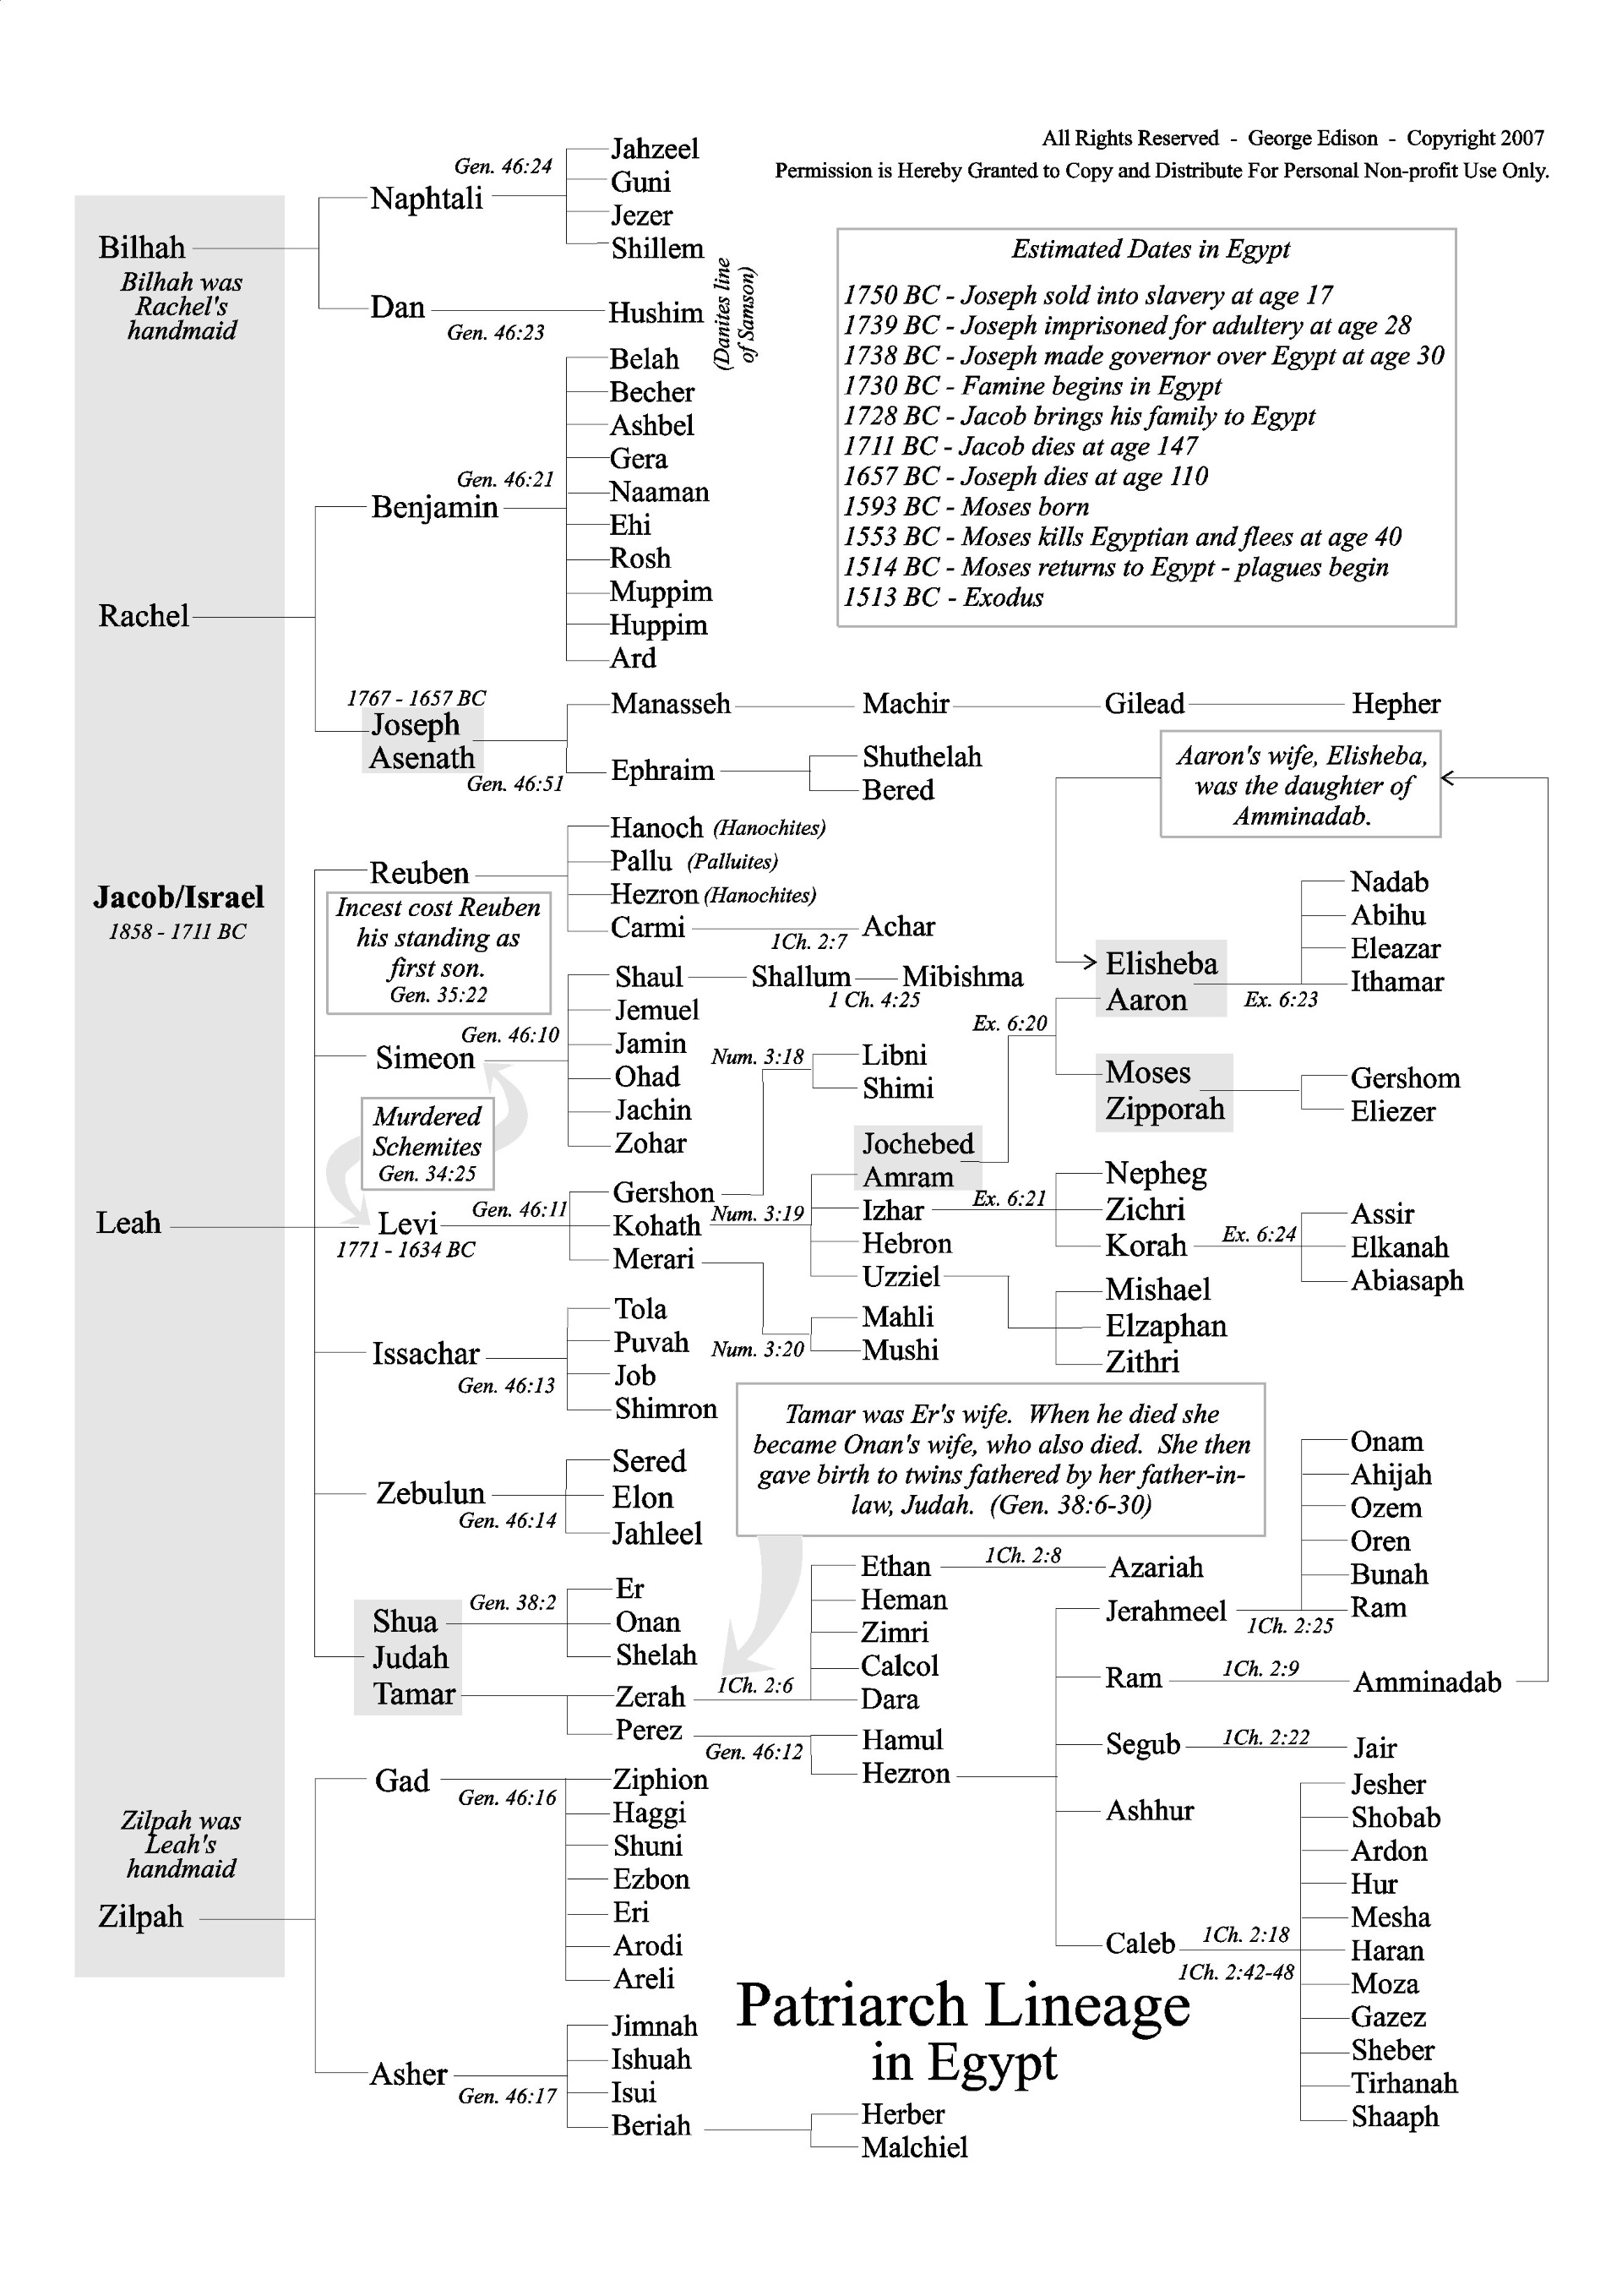 All Rights Reserved - George Edison - Copyright 2007
Permission is Hereby Granted to Copy and Distribute For Personal Non-profit Use Only.
Estimated Dates in Egypt
1750 BC - Joseph sold into slavery at age 17
1739 BC - Joseph imprisoned for adultery at age 28
1738 BC - Joseph made governor over Egypt at age 30
1730 BC - Famine begins in Egypt
1728 BC - Jacob brings his family to Egypt
1711 BC - Jacob dies at age 147
1657 BC - Joseph dies at age 110
1593 BC - Moses born
1553 BC - Moses kills Egyptian and flees at age 40
1514 BC - Moses returns to Egypt - plagues begin
1513 BC - Exodus
Jacob/Israel
1858 - 1711 BC
Bilhah
Bilhah was
Rachel's
handmaid
Naphtali
Gen. 46:24
Jahzeel
Guni
Jezer
Shillem
Dan
Gen. 46:23
Hushim
(Danites line
of Samson)
Rachel
Benjamin
Gen. 46:21
Belah
Becher
Ashbel
Gera
Naaman
Ehi
Rosh
Muppim
Huppim
Ard
1767 - 1657 BC
Joseph
Asenath
Gen. 46:51
Manasseh
Machir
Gilead
Hepher
Ephraim
Shuthelah
Bered
Aaron's wife, Elisheba,
was the daughter of
Amminadab.
Leah
Reuben
Incest cost Reuben
his standing as
first son.
Gen. 35:22
Hanoch (Hanochites)
Pallu (Palluites)
Hezron (Hanochites)
Carmi
1Ch. 2:7
Achar
Simeon
Gen. 46:10
Shaul
Shallum
Mibishma
1 Ch. 4:25
Jemuel
Jamin
Ohad
Jachin
Zohar
Murdered
Schemites
Gen. 34:25
Levi
1771 - 1634 BC
Gen. 46:11
Gershon
Kohath
Merari
Num. 3:18
Libni
Shimi
Num. 3:19
Jochebed
Amram
Izhar
Hebron
Uzziel
Num. 3:20
Mahli
Mushi
Ex. 6:20
Elisheba
Aaron
Ex. 6:23
Nadab
Abihu
Eleazar
Ithamar
Moses
Zipporah
Gershom
Eliezer
Ex. 6:21
Nepheg
Zichri
Korah
Ex. 6:24
Assir
Elkanah
Abiasaph
Mishael
Elzaphan
Zithri
Issachar
Gen. 46:13
Tola
Puvah
Job
Shimron
Zebulun
Gen. 46:14
Sered
Elon
Jahleel
Tamar was Er's wife. When he died she
became Onan's wife, who also died. She then
gave birth to twins fathered by her father-in-
law, Judah. (Gen. 38:6-30)
Shua
Judah
Tamar
Gen. 38:2
Er
Onan
Shelah
Zerah
Perez
1Ch. 2:6
Ethan
Heman
Zimri
Calcol
Dara
1Ch. 2:8
Azariah
Gen. 46:12
Hamul
Hezron
Jerahmeel
1Ch. 2:25
Onam
Ahijah
Ozem
Oren
Bunah
Ram
Ram
1Ch. 2:9
Amminadab
Segub
1Ch. 2:22
Jair
Ashhur
Caleb
1Ch. 2:18
1Ch. 2:42-48
Jesher
Shobab
Ardon
Hur
Mesha
Haran
Moza
Gazez
Sheber
Tirhanah
Shaaph
Zilpah was
Leah's
handmaid
Zilpah
Gad
Gen. 46:16
Ziphion
Haggi
Shuni
Ezbon
Eri
Arodi
Areli
Asher
Gen. 46:17
Jimnah
Ishuah
Isui
Beriah
Herber
Malchiel
Patriarch Lineage
in Egypt